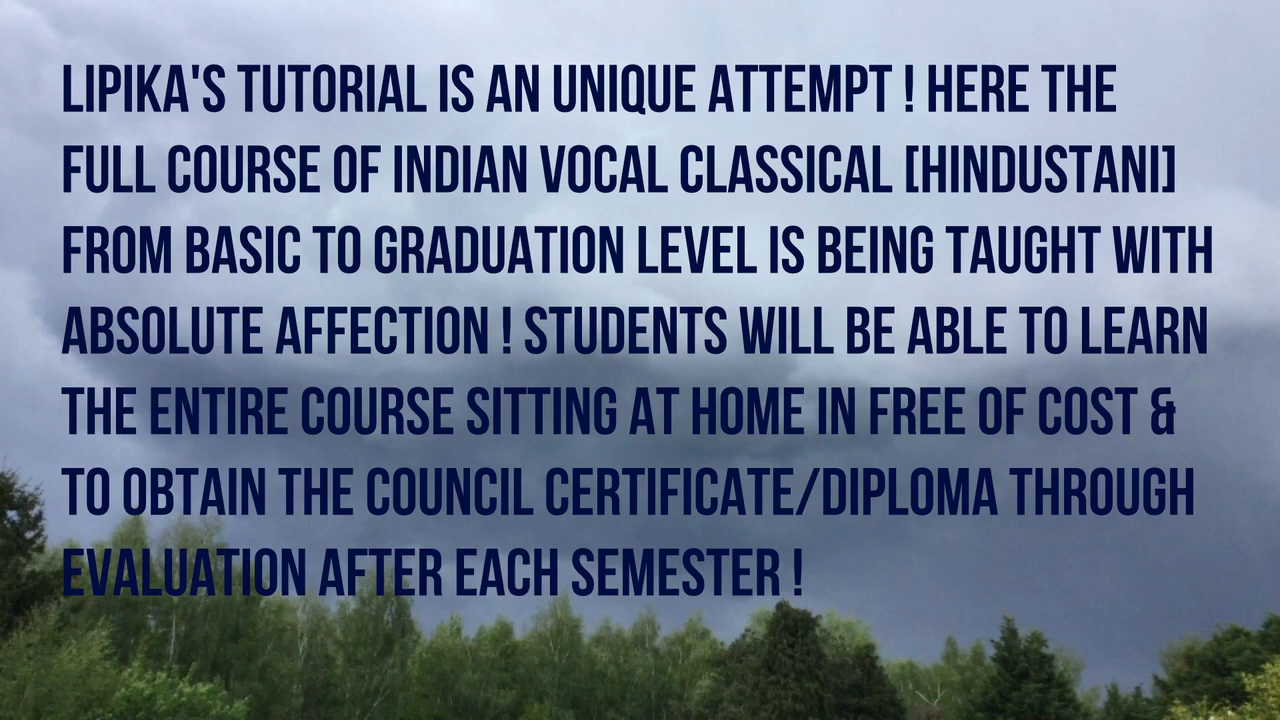 LIPIKA'S TUTORIAL IS AN UNIQUE ATTEMPT ! HERE THE
FULL COURSE OF INDIAN VOCAL CLASSICAL [HINDUSTANI]
FROM BASIC TO GRADUATION LEVEL IS BEING TAUGHT WITH
ABSOLUTE AFFECTION ! STUDENTS WILL BE ABLE TO LEARN
THE ENTIRE COURSE SITTING AT HOME IN FREE OF COST &
TO OBTAIN THE COUNCIL CERTIFICATE/DIPLOMA THROUGH
EVALUATION AFTER EACH SEMESTER !